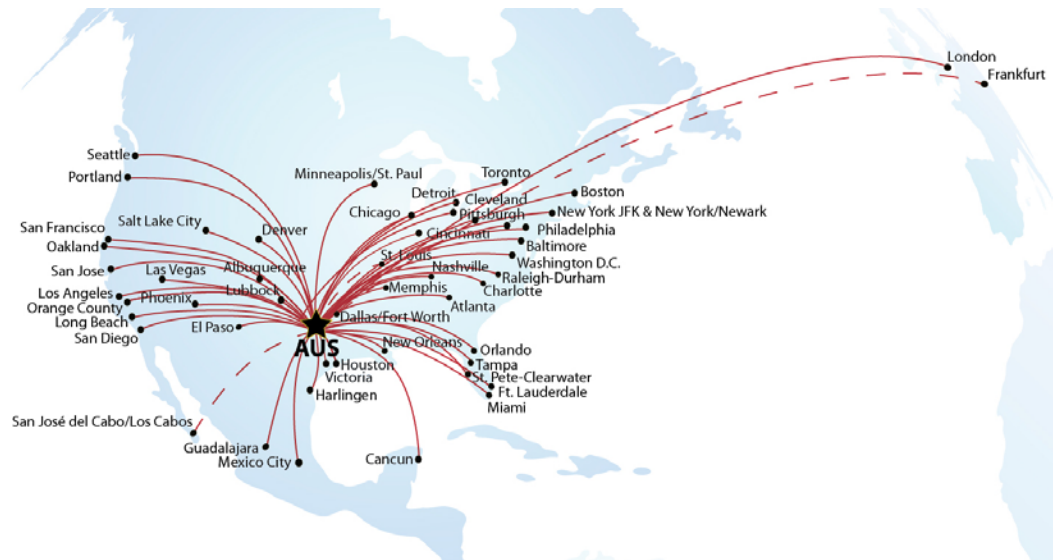 London
Frankfurt
Seattle
Portland
Minneapolis/St. Paul
Toronto
Detroit
Cleveland
Boston
Chicago
Pittsburgh
New York JFK & New York/Newark
Salt Lake City
San Francisco
Denver
Cincinnati
Philadelphia
Oakland
Baltimore
St. Louis
Washington D.C.
San Jose
Las Vegas
Albuquerque
Nashville
Raleigh-Durham
Los Angeles
Phoenix
Lubbock
Memphis
Charlotte
Orange County
Atlanta
Long Beach
El Paso
Dallas/Fort Worth
San Diego
AUS
New Orleans
Orlando
Houston
Tampa
Victoria
St. Pete-Clearwater
Harlingen
Ft. Lauderdale
Miami
San José del Cabo/Los Cabos
Guadalajara
Mexico City
Cancun